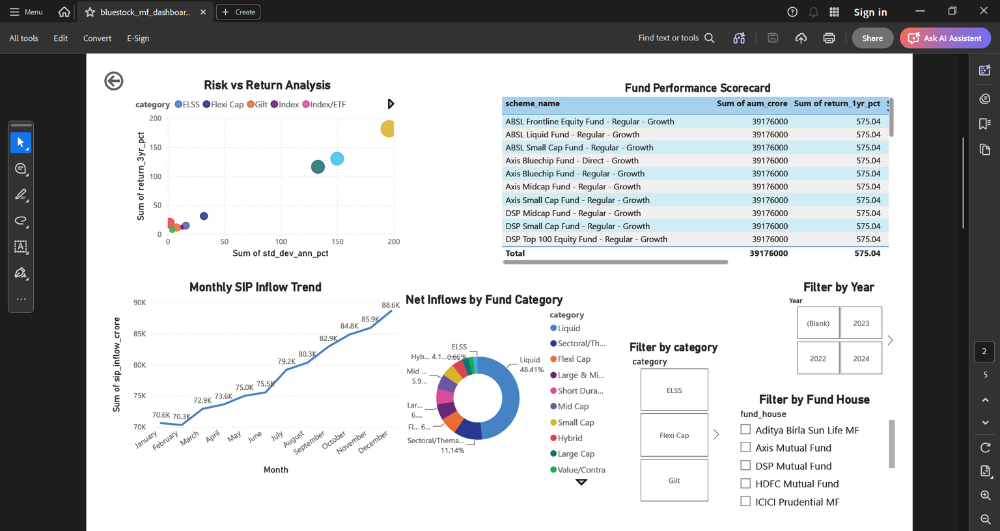 Menu
bluestock_mf_dashboar...
Create
Sign in
All tools
Edit
Convert
E-Sign
Find text or tools
Share
Ask AI Assistant
Risk vs Return Analysis
category ELSS Flexi Cap Gilt Index Index/ETF
Sum of return_3yr_pct
200
150
100
50
0
0 50 100 150 200
Sum of std_dev_ann_pct
Fund Performance Scorecard
scheme_name Sum of aum_crore Sum of return_1yr_pct
ABSL Frontline Equity Fund - Regular - Growth 39176000 575.04
ABSL Liquid Fund - Regular - Growth 39176000 575.04
ABSL Small Cap Fund - Regular - Growth 39176000 575.04
Axis Bluechip Fund - Direct - Growth 39176000 575.04
Axis Bluechip Fund - Regular - Growth 39176000 575.04
Axis Midcap Fund - Regular - Growth 39176000 575.04
Axis Small Cap Fund - Regular - Growth 39176000 575.04
DSP Midcap Fund - Regular - Growth 39176000 575.04
DSP Small Cap Fund - Regular - Growth 39176000 575.04
DSP Top 100 Equity Fund - Regular - Growth 39176000 575.04
Total 39176000 575.04
Monthly SIP Inflow Trend
Sum of sip_inflow_crore
90K
85K
80K
75K
70K
70.6K
70.3K
72.9K
73.6K
75.0K
75.5K
79.2K
80.3K
82.9K
84.8K
85.9K
88.6K
January
February
March
April
May
June
July
August
September
October
November
December
Month
Net Inflows by Fund Category
ELSS
0.65%
Hyb... 4.1...
Mid ...
5.9...
Lar...
6....
Fl... 6...
Sectoral/Thema...
11.14%
Liquid
48.41%
category
Liquid
Sectoral/Th...
Flexi Cap
Large & Mi...
Short Dura...
Mid Cap
Small Cap
Hybrid
Large Cap
Value/Contra
Filter by category
category
ELSS
Flexi Cap
Gilt
Filter by Year
Year
(Blank) 2023
2022 2024
Filter by Fund House
fund_house
Aditya Birla Sun Life MF
Axis Mutual Fund
DSP Mutual Fund
HDFC Mutual Fund
ICICI Prudential MF
2
5